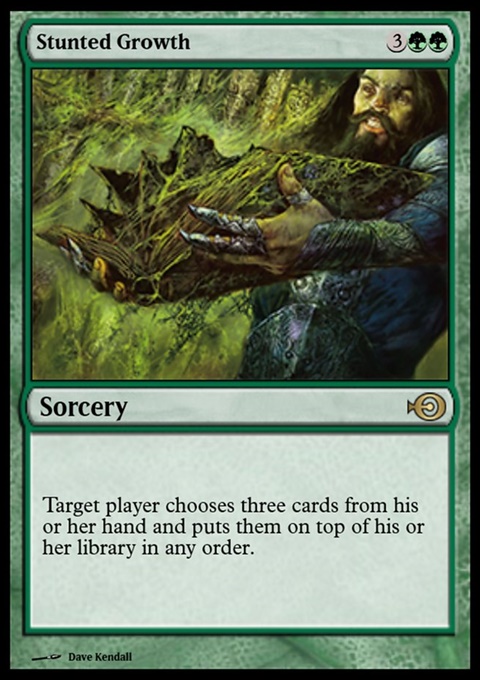 Stunted Growth 3
Sorcery
Target player chooses three cards from his
or her hand and puts them on top of his or
her library in any order.
Dave Kendall